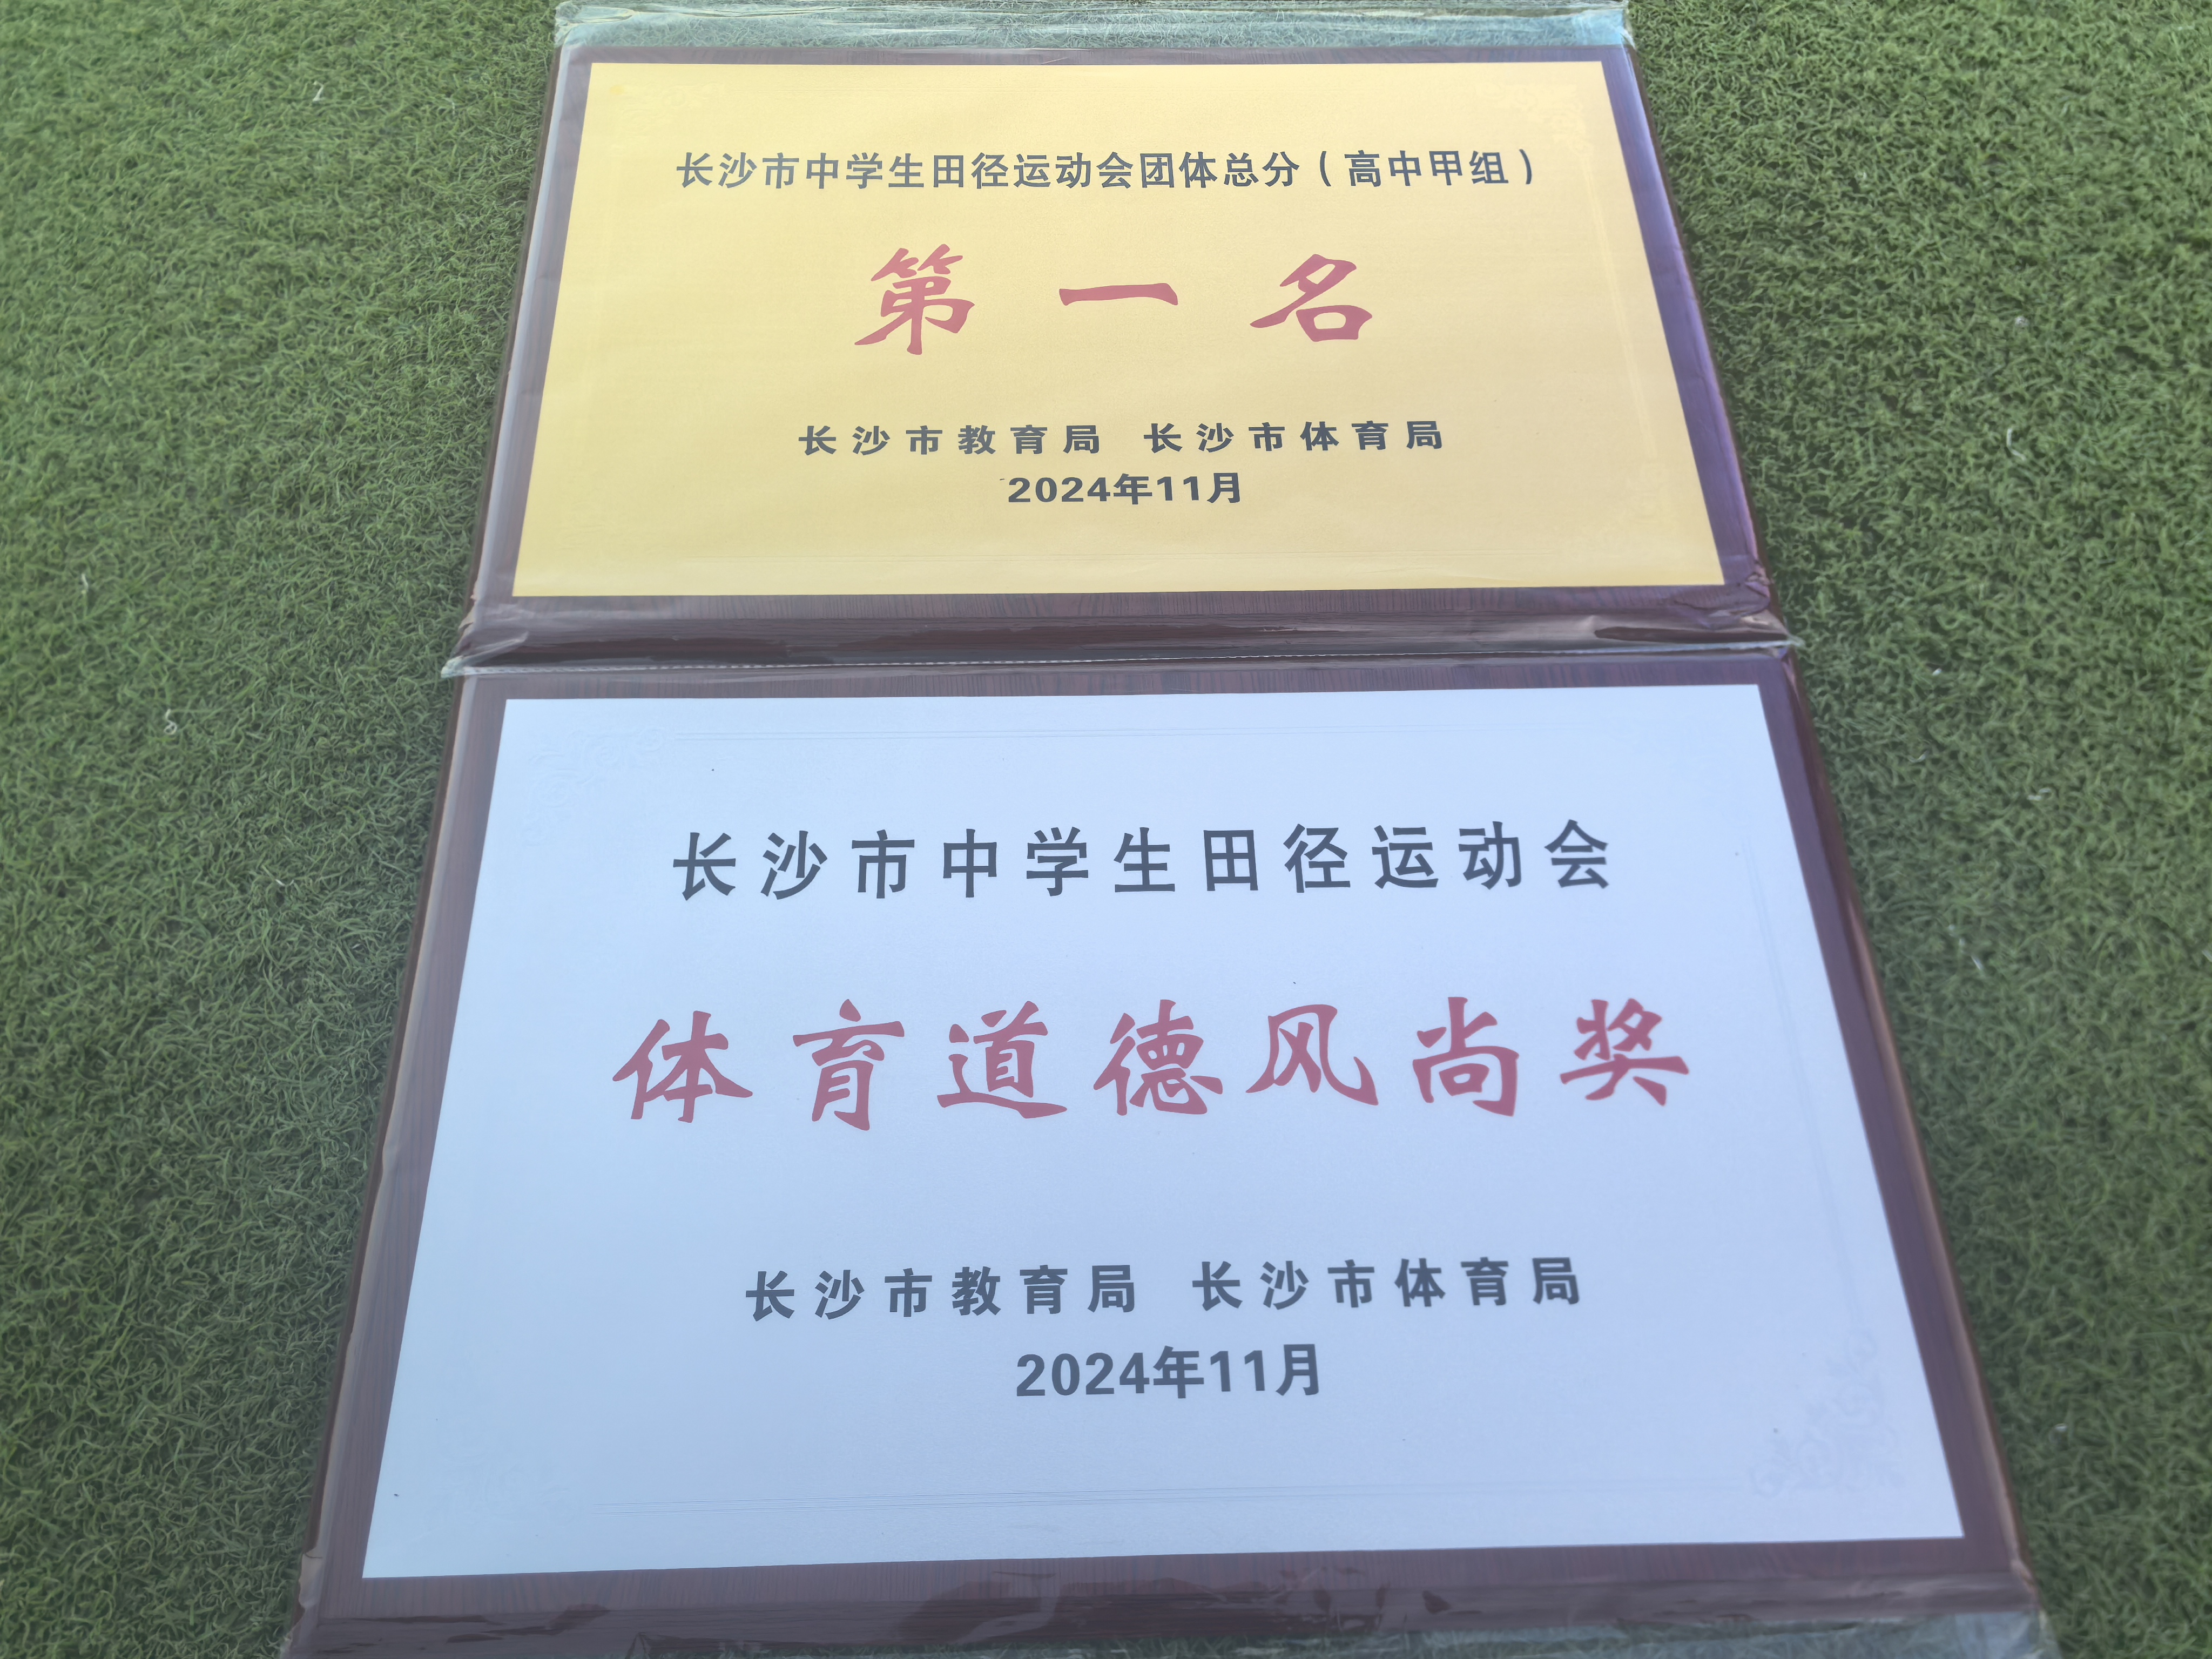 长沙市中学生田径运动会团体总分（高中甲组）
第一名
长沙市教育局 长沙市体育局
2024年11月
长沙市中学生田径运动会
体育道德风尚奖
长沙市教育局 长沙市体育局
2024年11月